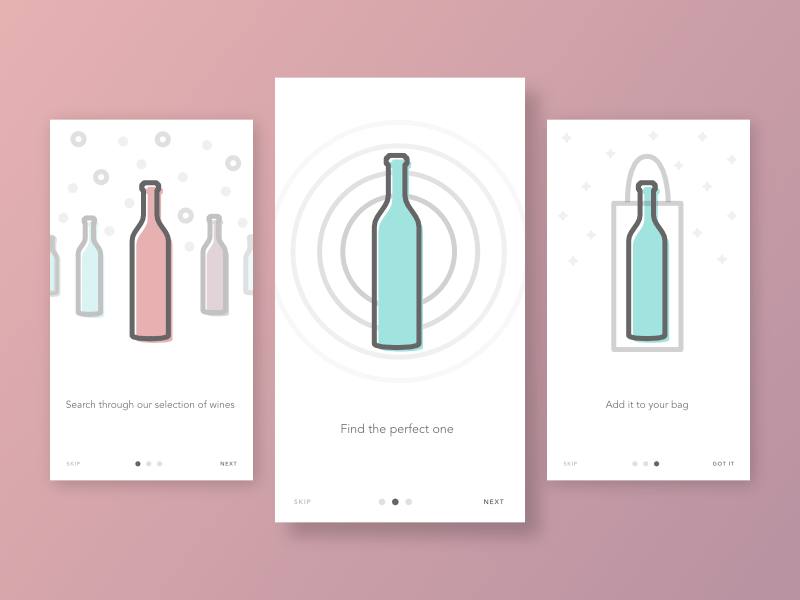 Search through our selection of wines
SKIP
NEXT
Find the perfect one
SKIP
NEXT
Add it to your bag
SKIP
GOT IT